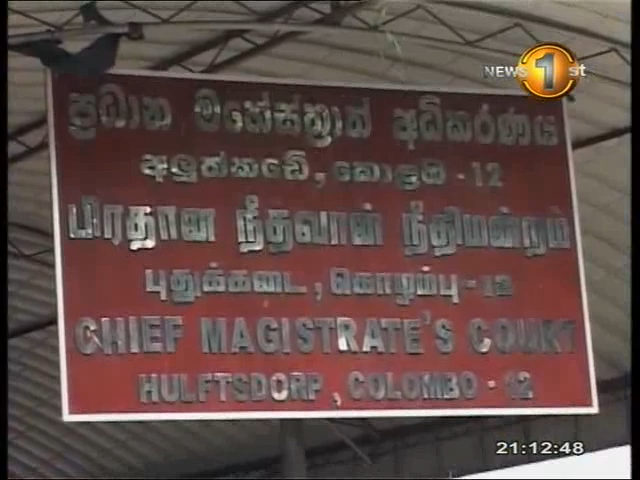 NEWS 1st
ප්‍රධාන මහේස්ත්‍රාත් අධිකරණය
අලුත්කඩේ, කොළඹ - 12
பிரதான நீதவான் நீதிமன்றம்
புதுக்கடை, கொழும்பு - 12
CHIEF MAGISTRATE'S COURT
HULFTSDORP, COLOMBO - 12
21:12:48